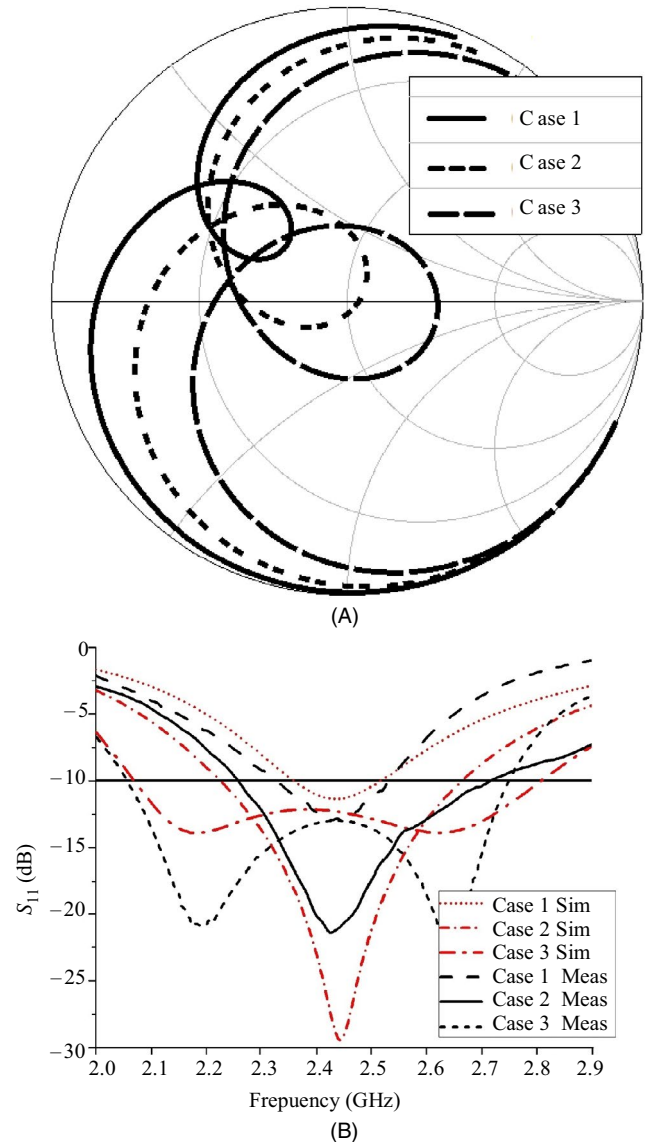 C ase 1
C ase 2
C ase 3
(A)
0
−5
−10
−15
−20
−25
−30
S11 (dB)
Case 1 Sim
Case 2 Sim
Case 3 Sim
Case 1 Meas
Case 2 Meas
Case 3 Meas
2.0 2.1 2.2 2.3 2.4 2.5 2.6 2.7 2.8 2.9
Frepuency (GHz)
(B)